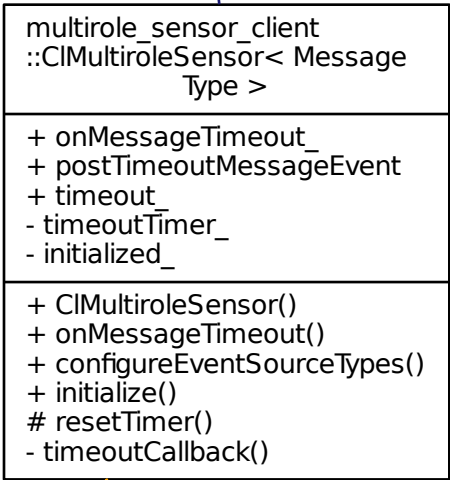 multirole_sensor_client
::ClMultiroleSensor< Message
Type >
+ onMessageTimeout_
+ postTimeoutMessageEvent
+ timeout_
- timeoutTimer_
- initialized_
+ ClMultiroleSensor()
+ onMessageTimeout()
+ configureEventSourceTypes()
+ initialize()
# resetTimer()
- timeoutCallback()